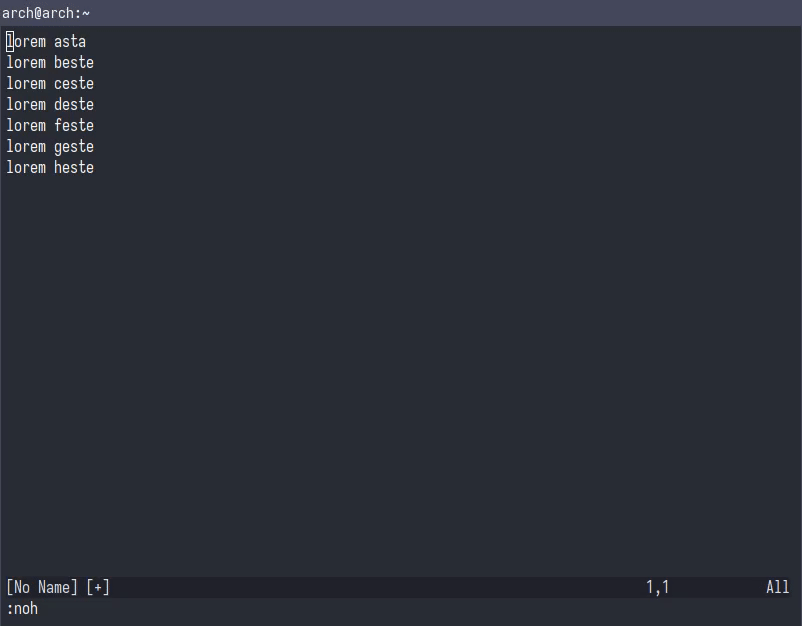 arch@arch:~
lorem asta
lorem beste
lorem ceste
lorem deste
lorem feste
lorem geste
lorem heste
[No Name] [+] 1,1 All
:noh